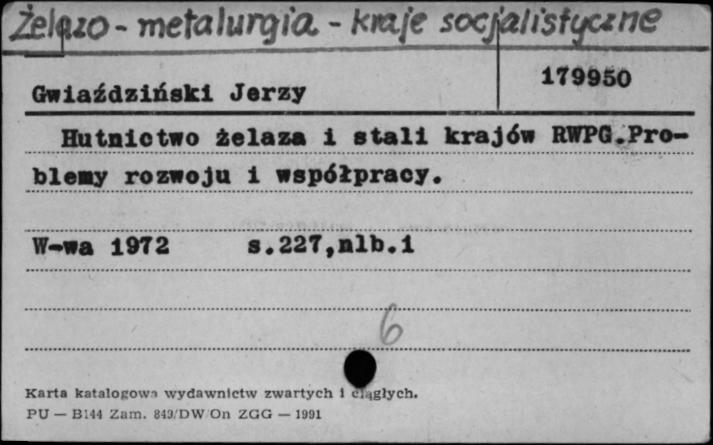 Żelazo - metalurgia - kraje socjalistyczne
179950
Gwiaździński Jerzy
Hutnictwo żelaza i stali krajów RWPG.Pro-
blemy rozwoju i współpracy.
W-wa 1972 s.227,nlb.1
6
Karta katalogowa wydawnictw zwartych i ciągłych.
PU — B144 Zam. 849/DW/On ZGG — 1991